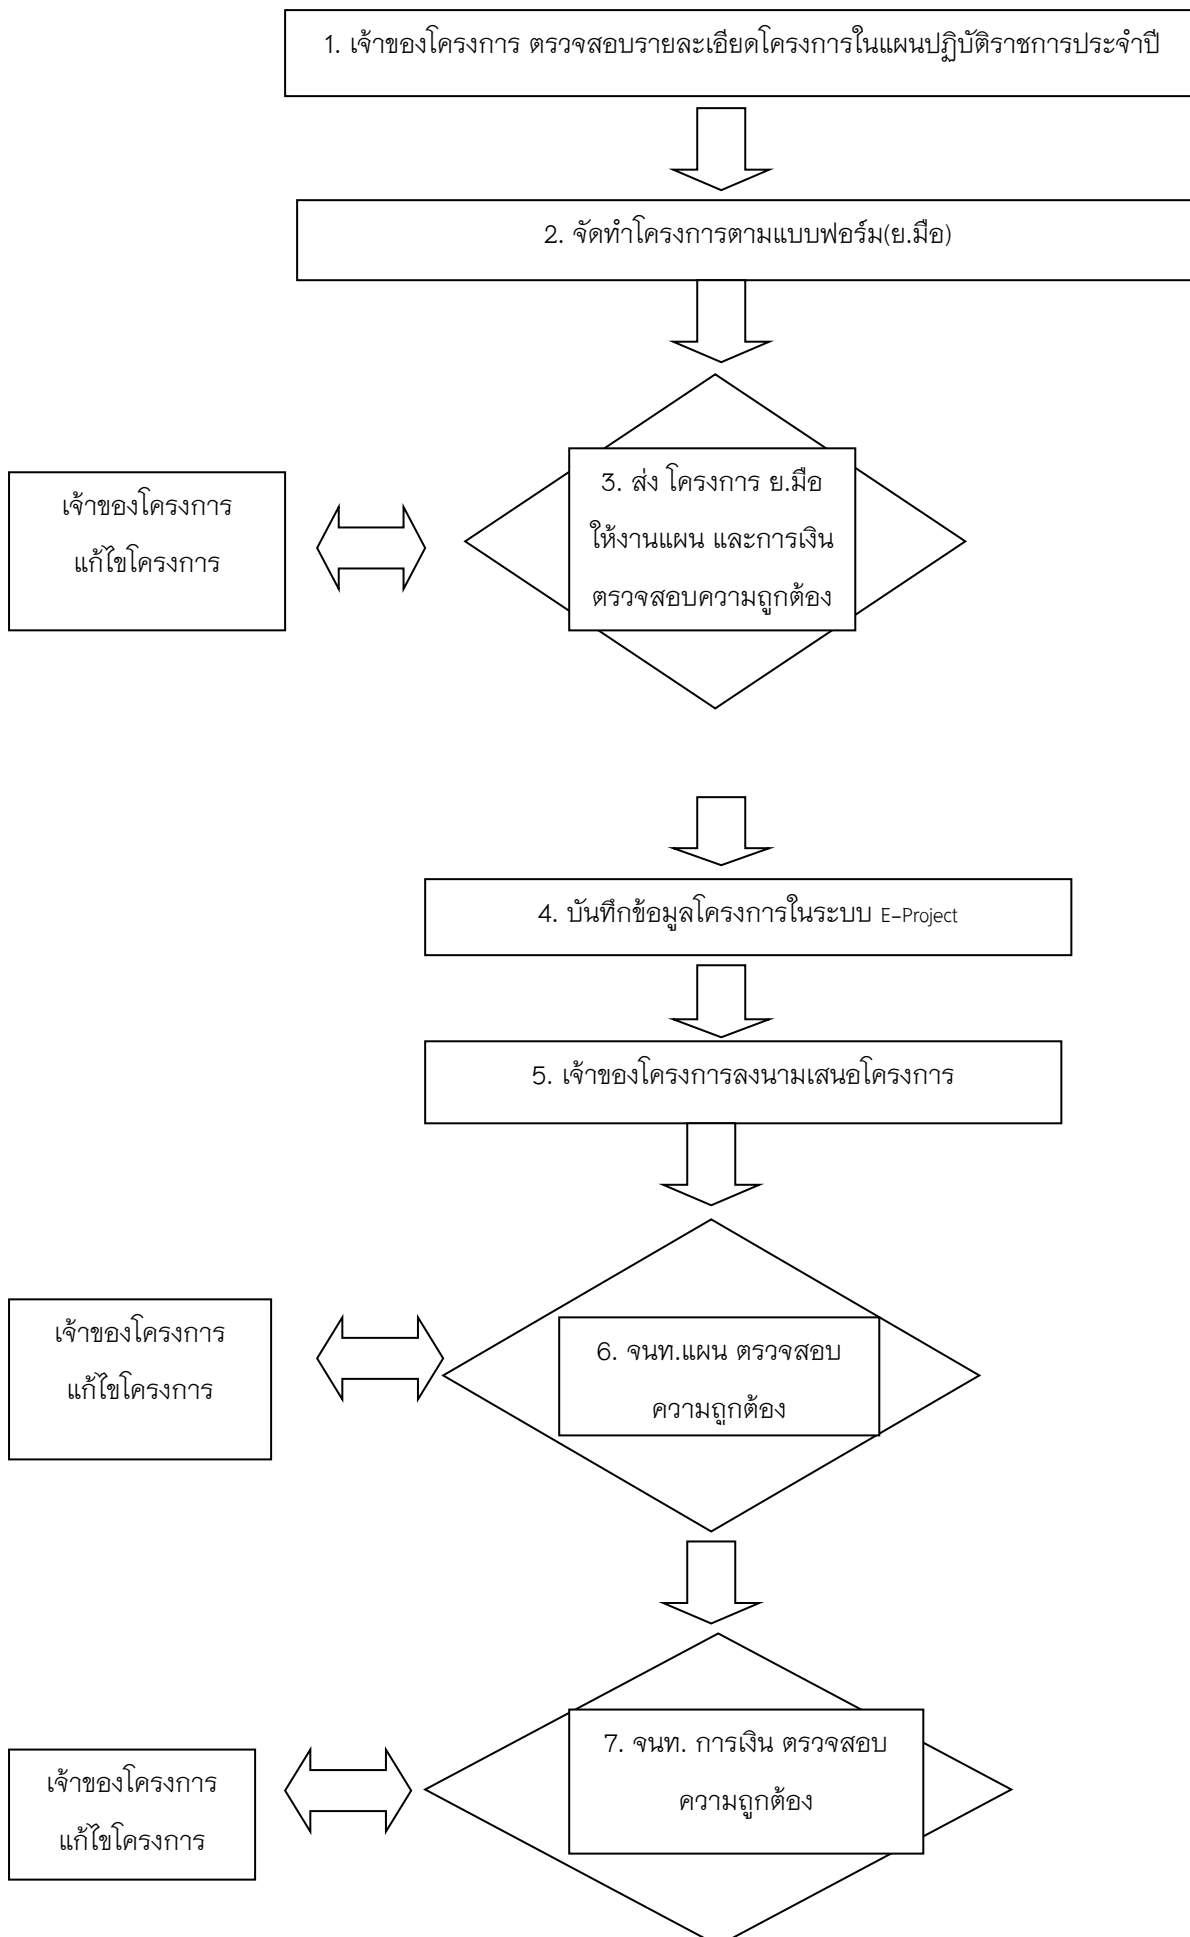 1. เจ้าของโครงการ ตรวจสอบรายละเอียดโครงการในแผนปฏิบัติราชการประจำปี
2. จัดทำโครงการตามแบบฟอร์ม(ย.มือ)
3. ส่ง โครงการ ย.มือ
ให้งานแผน และการเงิน
ตรวจสอบความถูกต้อง
เจ้าของโครงการ
แก้ไขโครงการ
4. บันทึกข้อมูลโครงการในระบบ E-Project
5. เจ้าของโครงการลงนามเสนอโครงการ
เจ้าของโครงการ
แก้ไขโครงการ
6. จนท.แผน ตรวจสอบ
ความถูกต้อง
7. จนท. การเงิน ตรวจสอบ
ความถูกต้อง
เจ้าของโครงการ
แก้ไขโครงการ